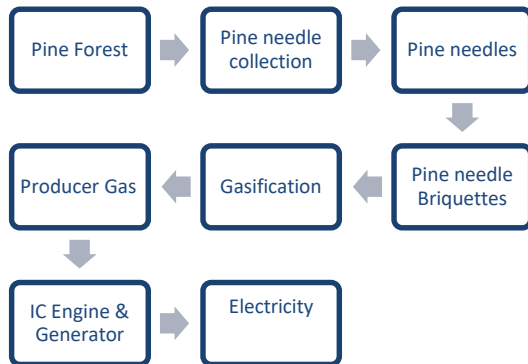 Pine Forest
Pine needle
collection
Pine needles
Pine needle
Briquettes
Gasification
Producer Gas
IC Engine &
Generator
Electricity